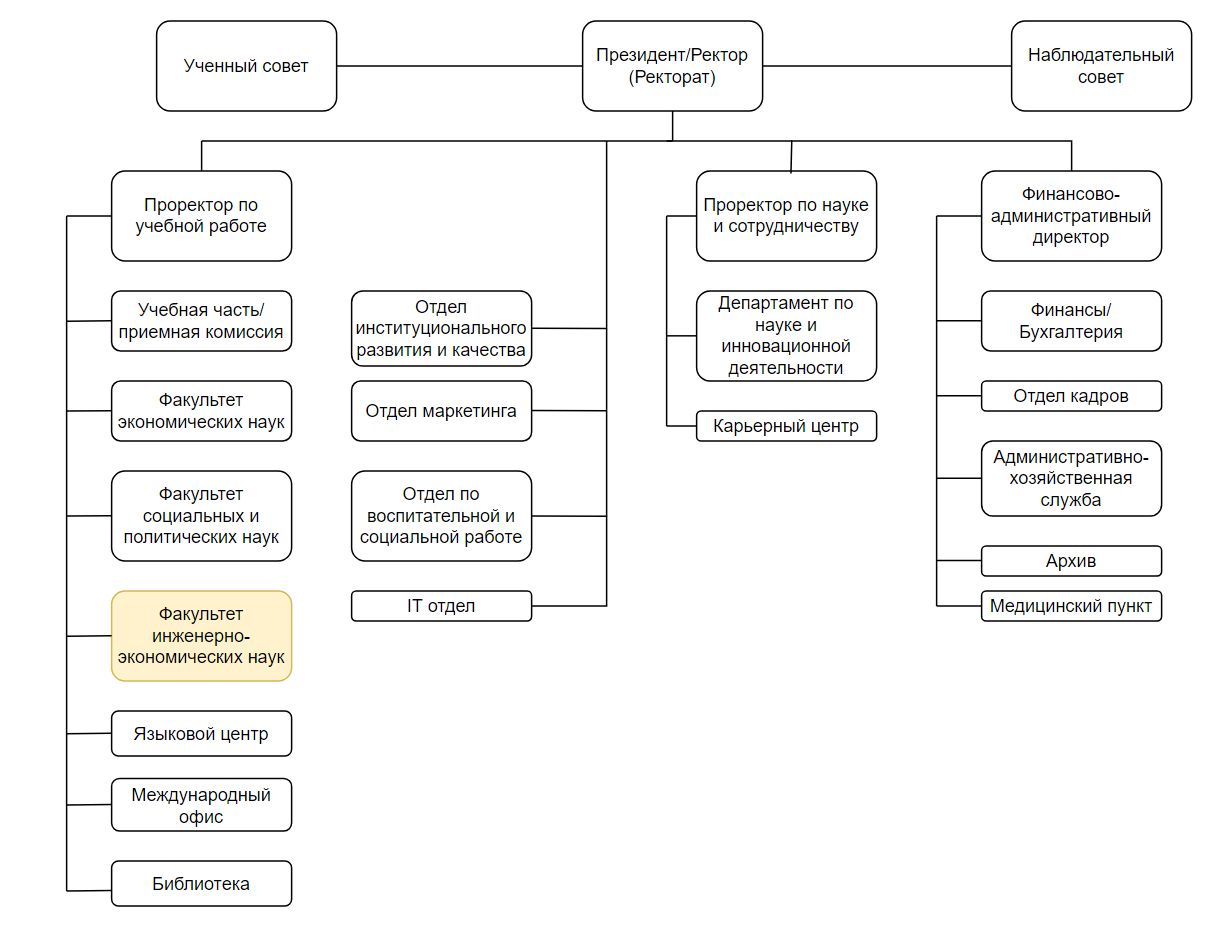 Ученный совет
Президент/Ректор
(Ректорат)
Наблюдательный
совет
Проректор по
учебной работе
Проректор по науке
и сотрудничеству
Финансово-
административный
директор
Учебная часть/
приемная комиссия
Факультет
экономических наук
Факультет
социальных и
политических наук
Факультет
инженерно-
экономических наук
Языковой центр
Международный
офис
Библиотека
Отдел
институционального
развития и качества
Отдел маркетинга
Отдел по
воспитательной и
социальной работе
IT отдел
Департамент по
науке и
инновационной
деятельности
Карьерный центр
Финансы/
Бухгалтерия
Отдел кадров
Административно-
хозяйственная
служба
Архив
Медицинский пункт